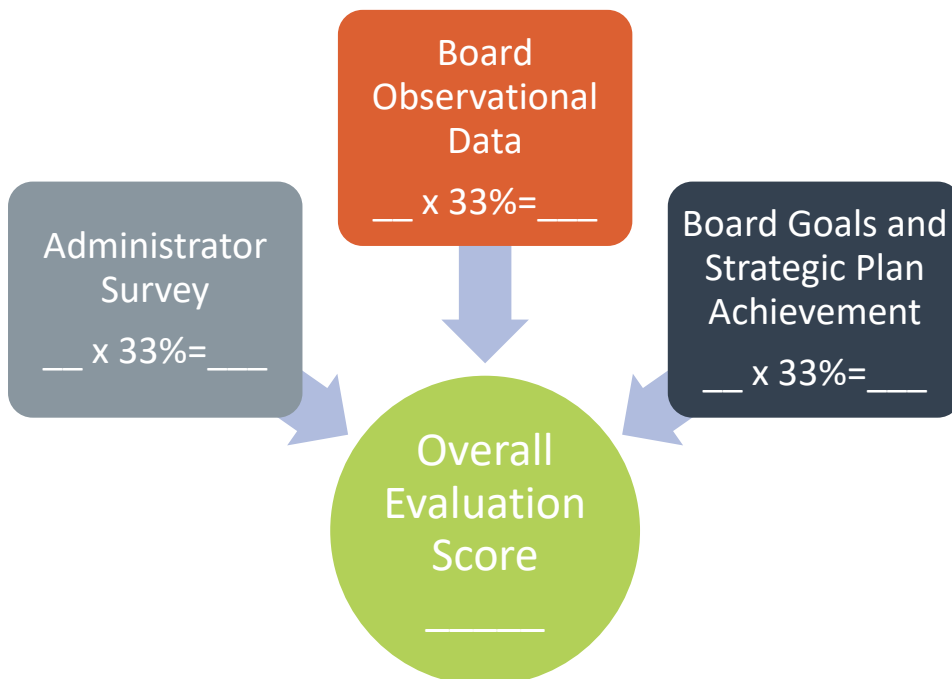 Administrator
Survey
__ x 33%=___
Board
Observational
Data
__ x 33%=___
Board Goals and
Strategic Plan
Achievement
__ x 33%=___
Overall
Evaluation
Score
_____